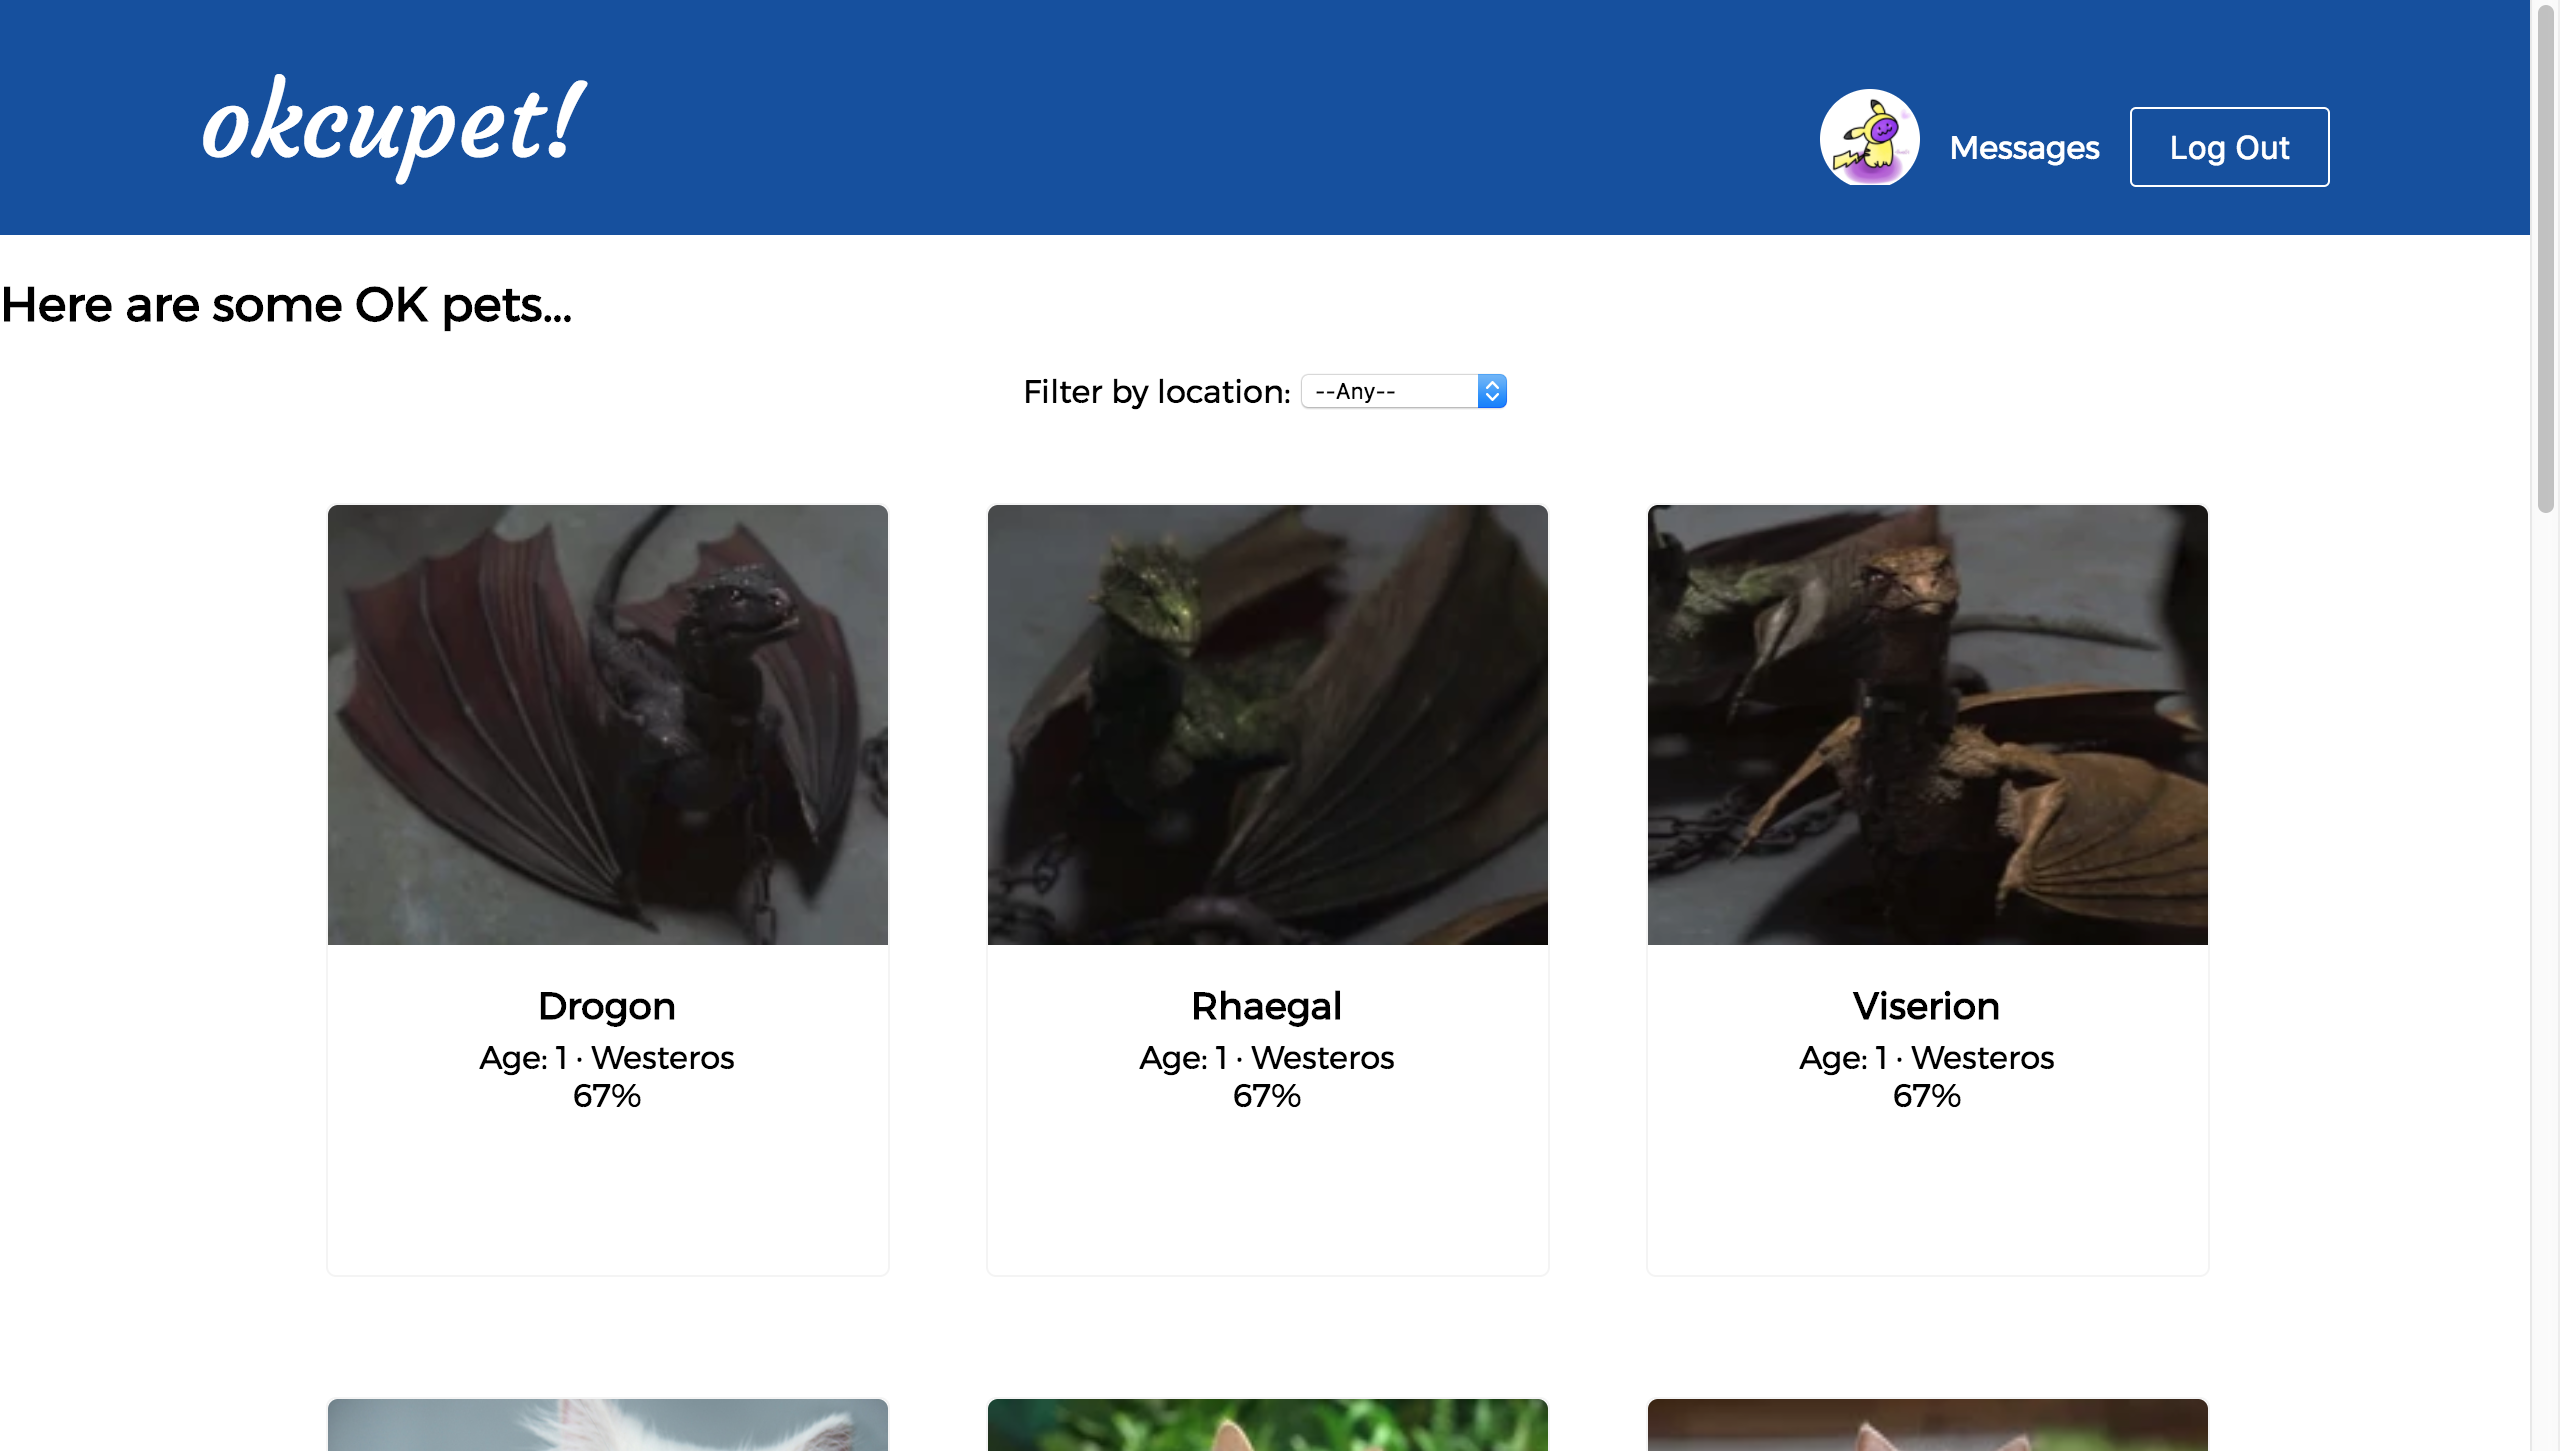 okcupet!
Messages
Log Out
Here are some OK pets...
Filter by location: --Any--
Drogon
Age: 1 · Westeros
67%
Rhaegal
Age: 1 · Westeros
67%
Viserion
Age: 1 · Westeros
67%